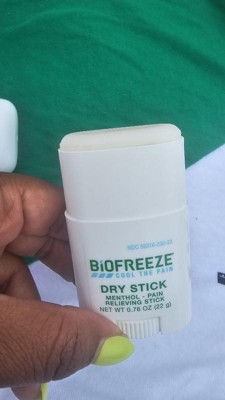 BIOFREEZE
COOL THE PAIN
DRY STICK
MENTHOL - PAIN
RELIEVING STICK
NET WT 0.76 OZ (22 g)